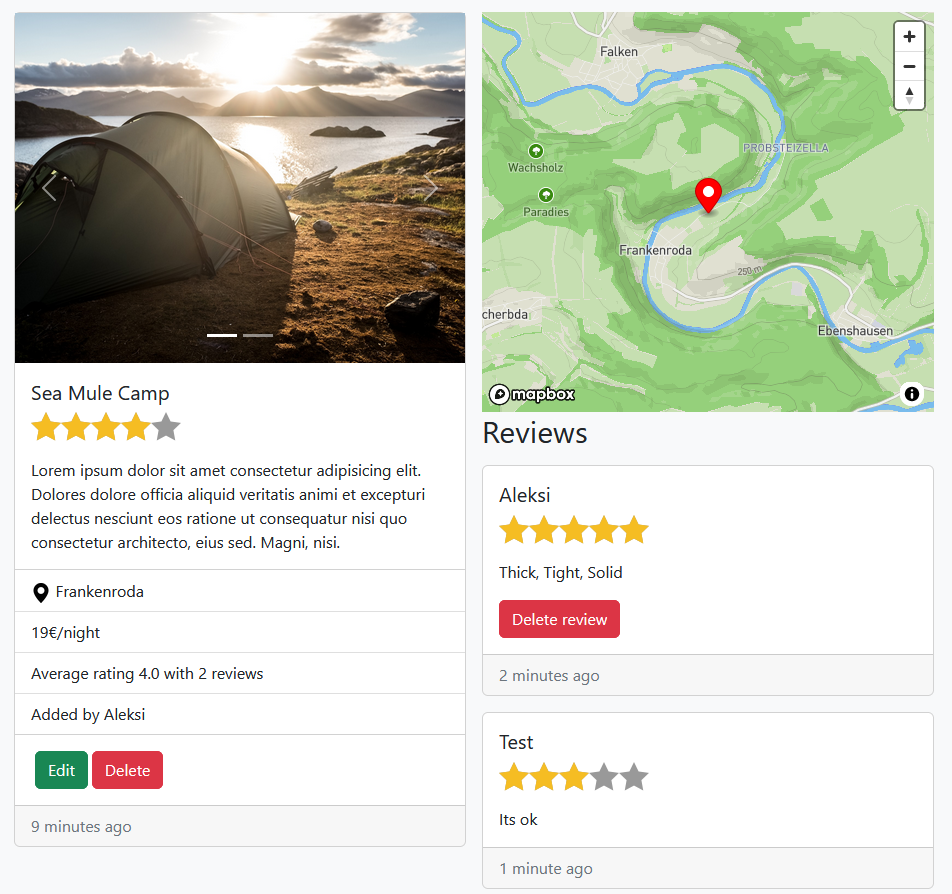 Sea Mule Camp
Lorem ipsum dolor sit amet consectetur adipisicing elit.
Dolores dolore officia aliquid veritatis animi et excepturi
delectus nesciunt eos ratione ut consequatur nisi quo
consectetur architecto, eius sed. Magni, nisi.
Frankenroda
19€/night
Average rating 4.0 with 2 reviews
Added by Aleksi
Edit Delete
9 minutes ago
Falken
PROBSTEIZELLA
Wachsholz
Paradies
Frankenroda
250 m
cherbda
Ebenshausen
mapbox
Reviews
Aleksi
Thick, Tight, Solid
Delete review
2 minutes ago
Test
Its ok
1 minute ago